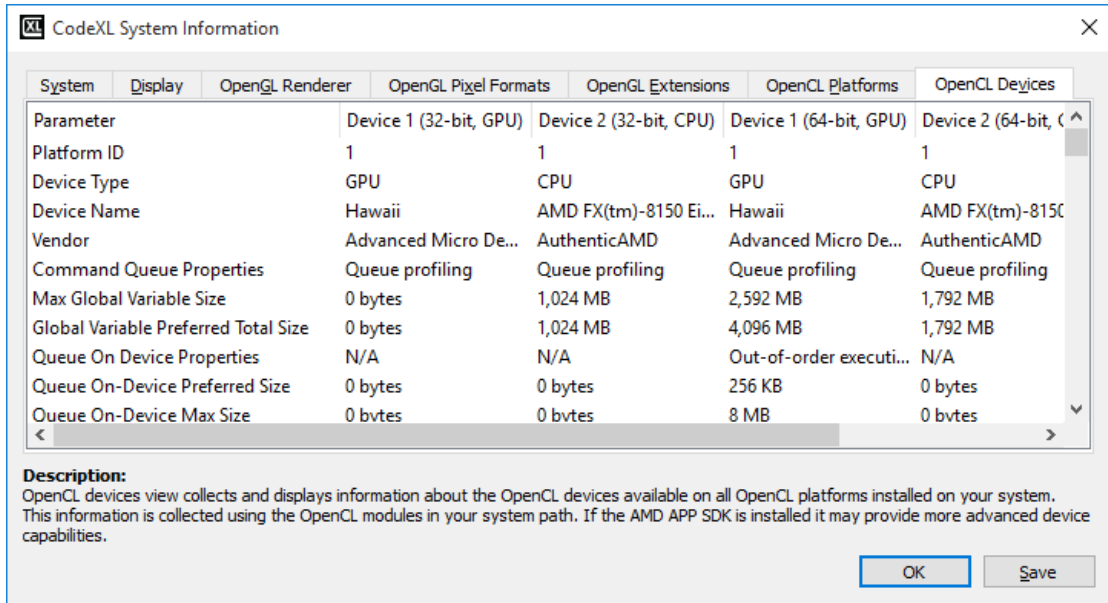 CodeXL System Information
System Display OpenGL Renderer OpenGL Pixel Formats OpenGL Extensions OpenCL Platforms OpenCL Devices
Parameter Device 1 (32-bit, GPU) Device 2 (32-bit, CPU) Device 1 (64-bit, GPU) Device 2 (64-bit,
Platform ID 1 1 1 1
Device Type GPU CPU GPU CPU
Device Name Hawaii AMD FX(tm)-8150 Ei... Hawaii AMD FX(tm)-8150
Vendor Advanced Micro De... AuthenticAMD Advanced Micro De... AuthenticAMD
Command Queue Properties Queue profiling Queue profiling Queue profiling Queue profiling
Max Global Variable Size 0 bytes 1,024 MB 2,592 MB 1,792 MB
Global Variable Preferred Total Size 0 bytes 1,024 MB 4,096 MB 1,792 MB
Queue On Device Properties N/A N/A Out-of-order executi... N/A
Queue On-Device Preferred Size 0 bytes 0 bytes 256 KB 0 bytes
Queue On-Device Max Size 0 bytes 0 bytes 8 MB 0 bytes
Description:
OpenCL devices view collects and displays information about the OpenCL devices available on all OpenCL platforms installed on your system.
This information is collected using the OpenCL modules in your system path. If the AMD APP SDK is installed it may provide more advanced device
capabilities.
OK Save